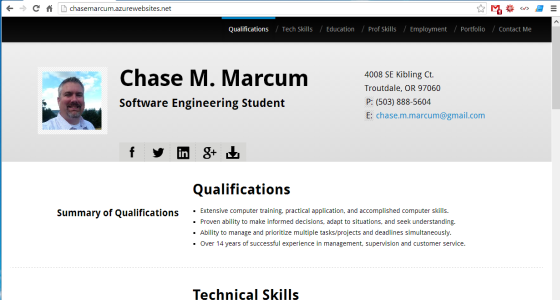 chasemarcum.azurewebsites.net
Qualifications / Tech Skills / Education / Prof Skills / Employment / Portfolio / Contact Me
Chase M. Marcum
Software Engineering Student
4008 SE Kibling Ct.
Troutdale, OR 97060
P: (503) 888-5604
E: chase.m.marcum@gmail.com
Qualifications
Summary of Qualifications
• Extensive computer training, practical application, and accomplished computer skills.
• Proven ability to make informed decisions, adapt to situations, and seek understanding.
• Ability to manage and prioritize multiple tasks/projects and deadlines simultaneously.
• Over 14 years of successful experience in management, supervision and customer service.
Technical Skills